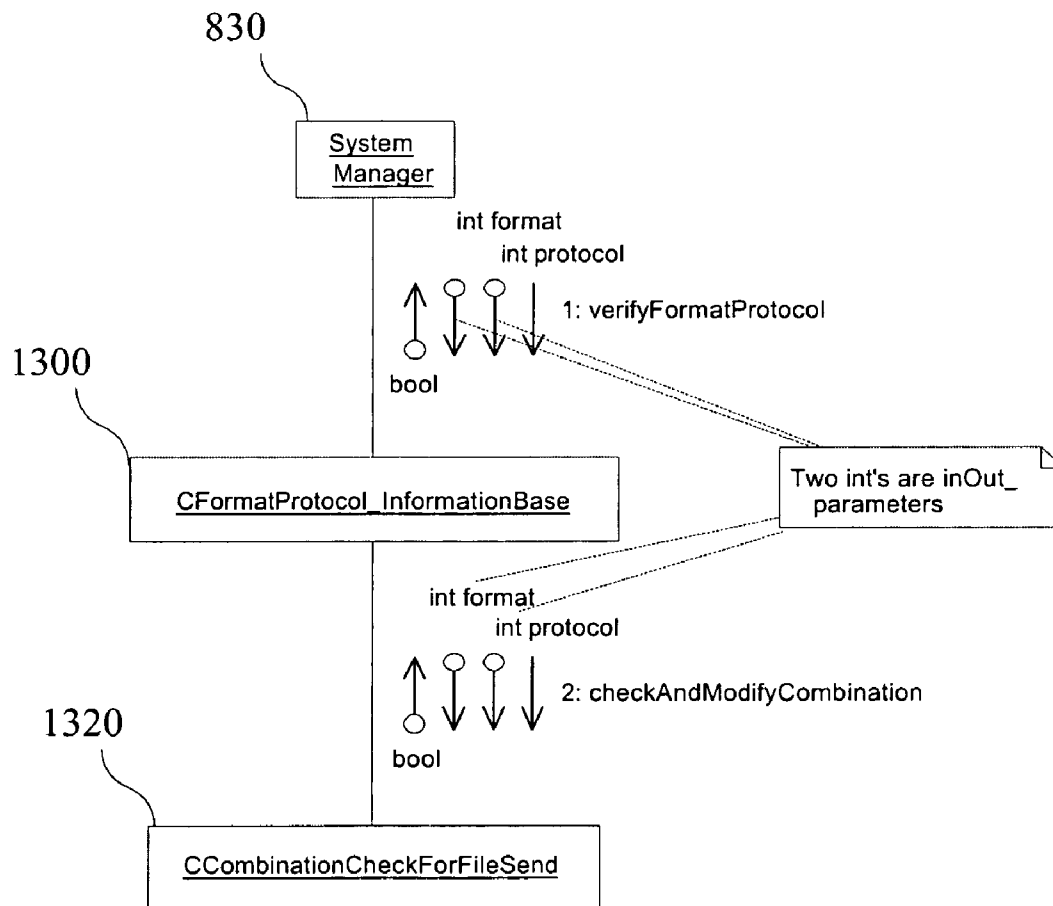 830
System
Manager
int format
int protocol
1: verifyFormatProtocol
bool
1300
CFormatProtocol_InformationBase
Two int's are inOut_
parameters
int format
int protocol
2: checkAndModifyCombination
bool
1320
CCombinationCheckForFileSend